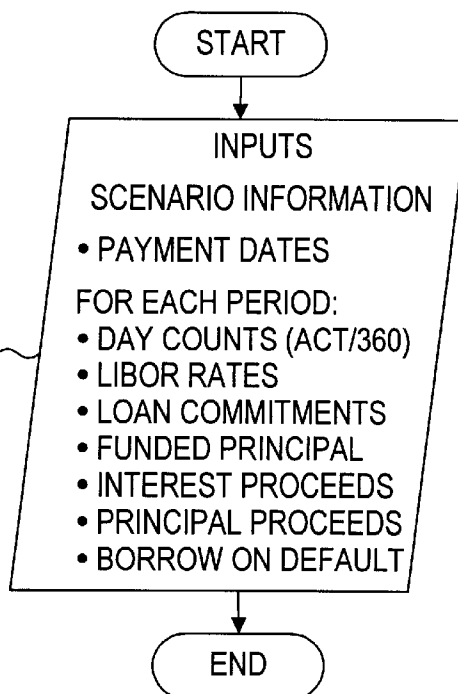 START
INPUTS
SCENARIO INFORMATION
• PAYMENT DATES
FOR EACH PERIOD:
• DAY COUNTS (ACT/360)
• LIBOR RATES
• LOAN COMMITMENTS
• FUNDED PRINCIPAL
• INTEREST PROCEEDS
• PRINCIPAL PROCEEDS
• BORROW ON DEFAULT
END